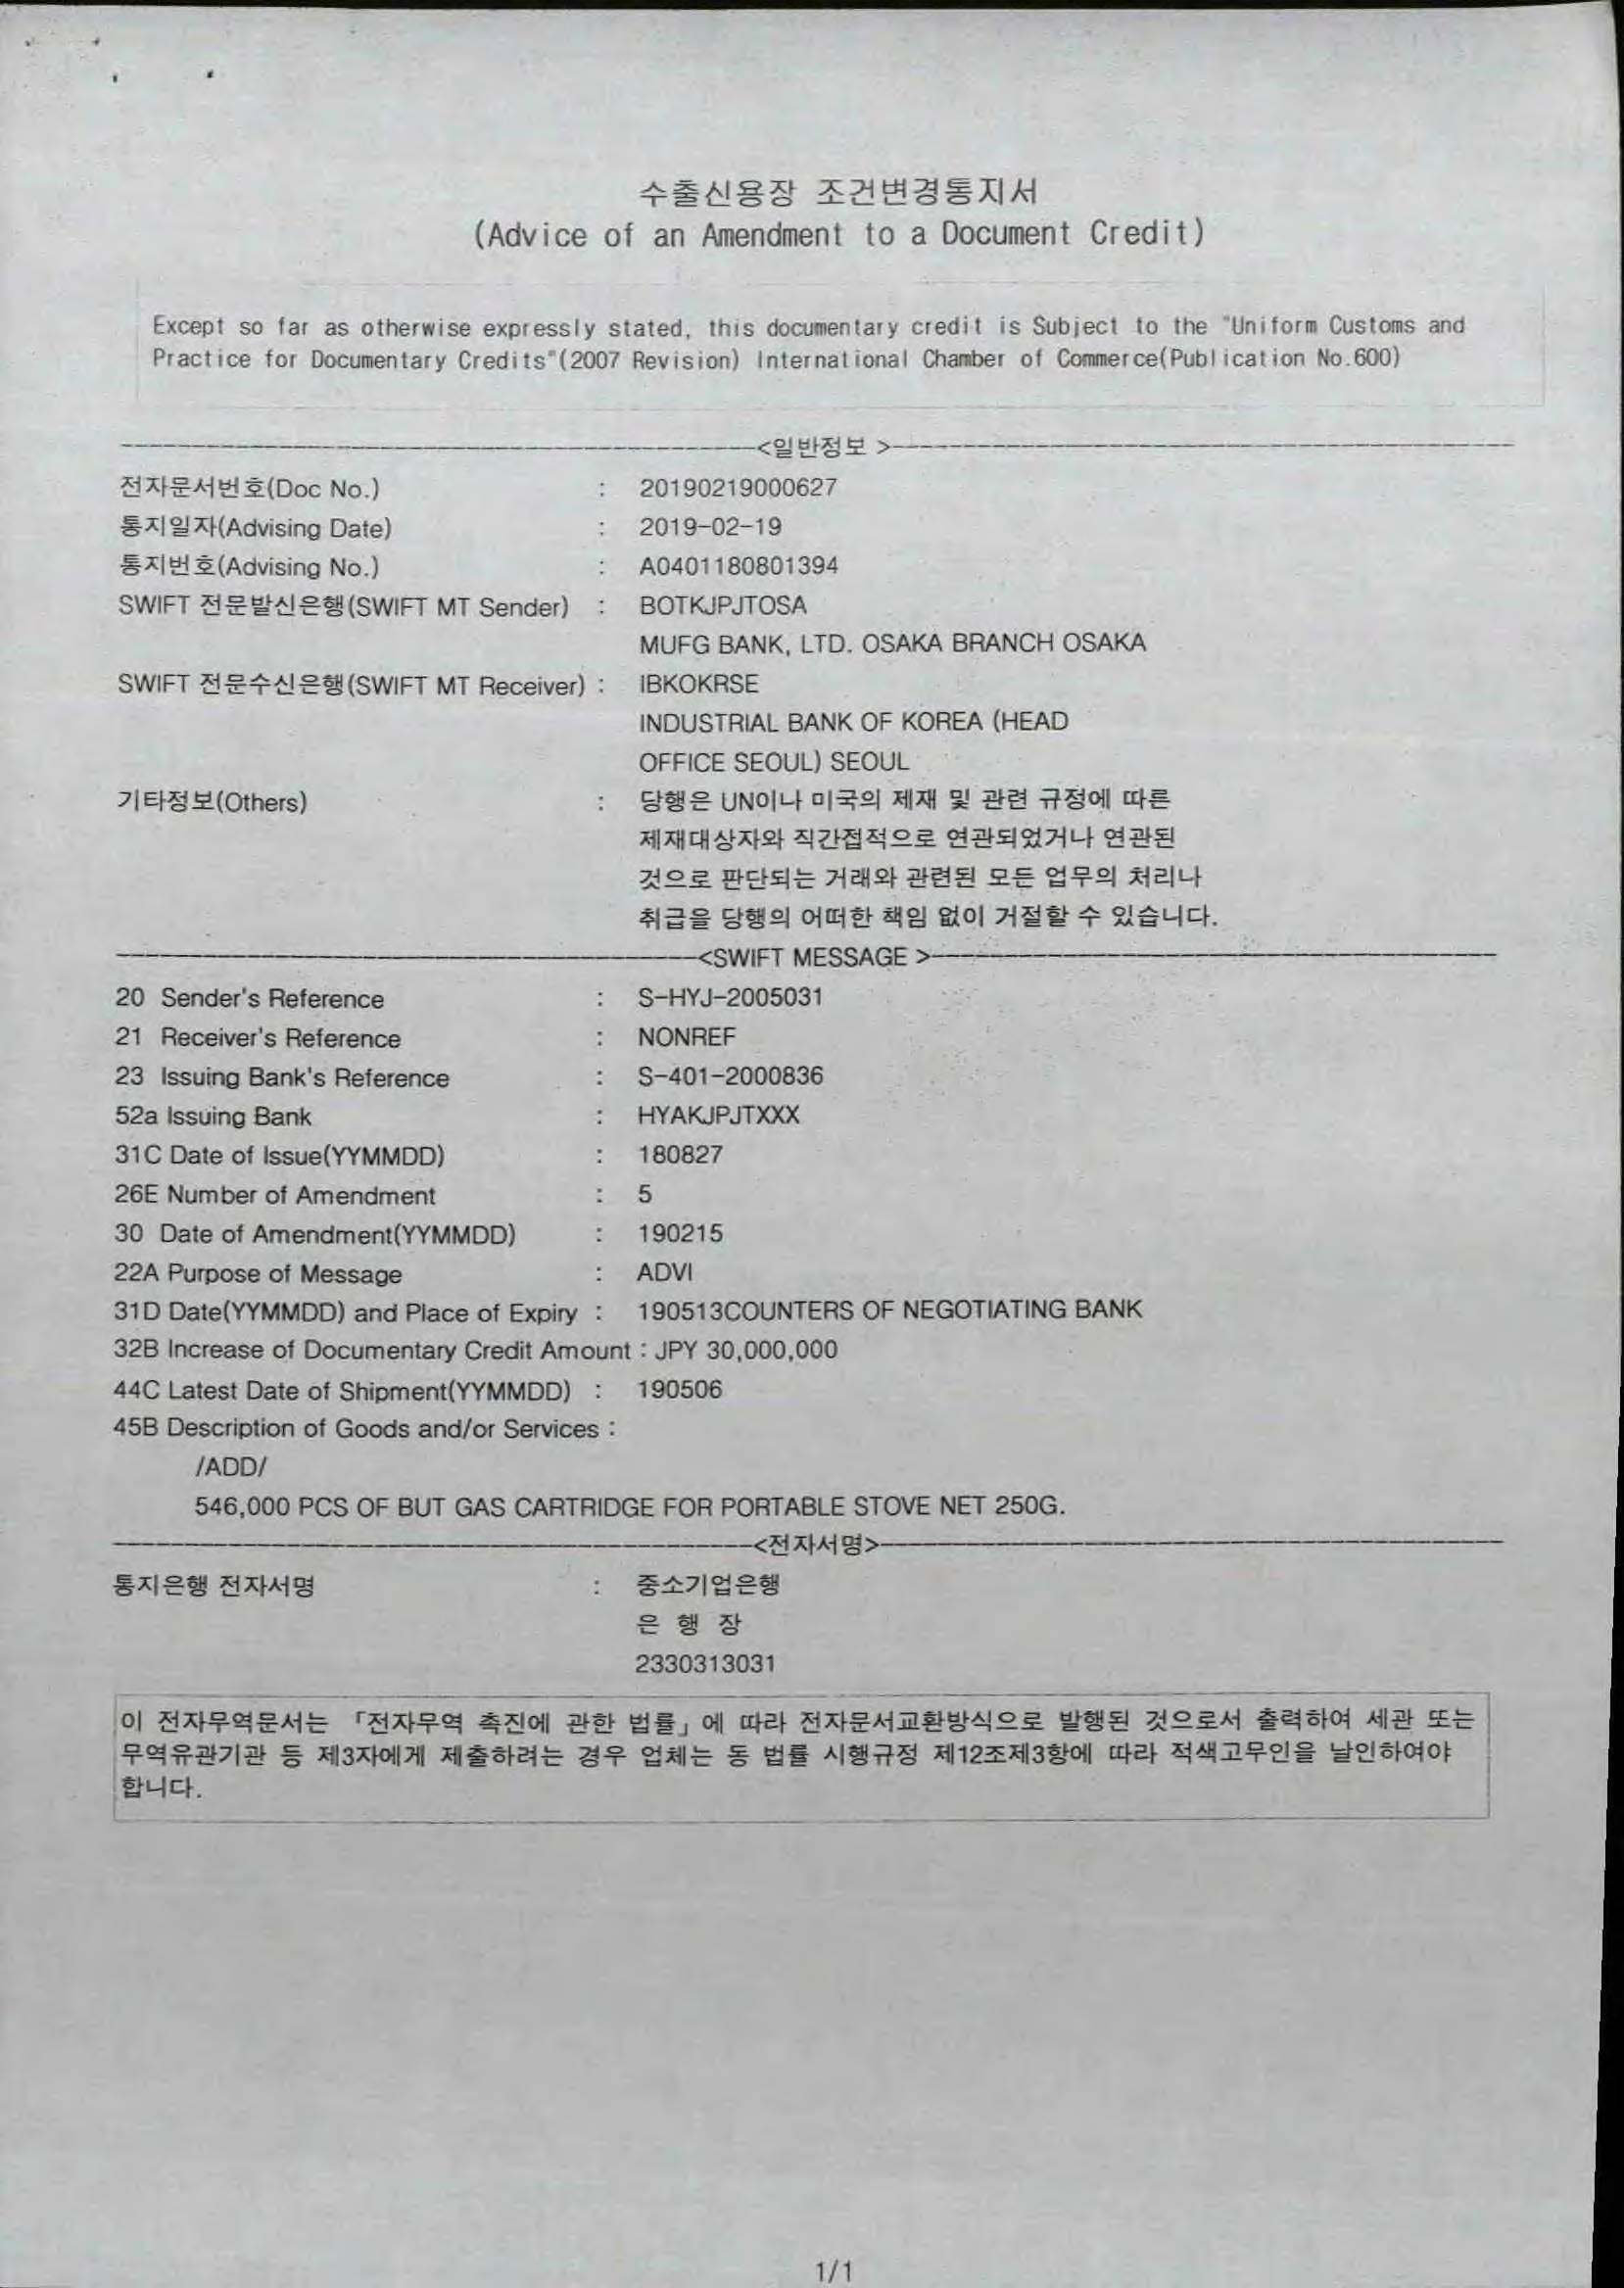 수출신용장 조건변경통지서
(Advice of an Amendment to a Document Credit)
Except so far as otherwise expressly stated, this documentary credit is Subject to the "Uniform Customs and
Practice for Documentary Credits"(2007 Revision) International Chamber of Commerce(Publication No.600)
<일반정보 >
전자문서번호(Doc No.) : 20190219000627
통지일자(Advising Date) : 2019-02-19
통지번호(Advising No.) : A0401180801394
SWIFT 전문발신은행(SWIFT MT Sender) : BOTKJPJTOSA
MUFG BANK, LTD. OSAKA BRANCH OSAKA
SWIFT 전문수신은행(SWIFT MT Receiver) : IBKOKRSE
INDUSTRIAL BANK OF KOREA (HEAD
OFFICE SEOUL) SEOUL
기타정보(Others) : 당행은 UN이나 미국의 제재 및 관련 규정에 따른
제재대상자와 직간접적으로 연관되었거나 연관된
것으로 판단되는 거래와 관련된 모든 업무의 처리나
취급을 당행의 어떠한 책임 없이 거절할 수 있습니다.
<SWIFT MESSAGE >
20 Sender's Reference : S-HYJ-2005031
21 Receiver's Reference : NONREF
23 Issuing Bank's Reference : S-401-2000836
52a Issuing Bank : HYAKJPJTXXX
31C Date of Issue(YYMMDD) : 180827
26E Number of Amendment : 5
30 Date of Amendment(YYMMDD) : 190215
22A Purpose of Message : ADVI
31D Date(YYMMDD) and Place of Expiry : 190513COUNTERS OF NEGOTIATING BANK
32B Increase of Documentary Credit Amount : JPY 30,000,000
44C Latest Date of Shipment(YYMMDD) : 190506
45B Description of Goods and/or Services :
/ADD/
546,000 PCS OF BUT GAS CARTRIDGE FOR PORTABLE STOVE NET 250G.
<전자서명>
통지은행 전자서명 : 중소기업은행
은 행 장
2330313031
이 전자무역문서는 「전자무역 촉진에 관한 법률」에 따라 전자문서교환방식으로 발행된 것으로서 출력하여 세관 또는
무역유관기관 등 제3자에게 제출하려는 경우 업체는 동 법률 시행규정 제12조제3항에 따라 적색고무인을 날인하여야
합니다.
1/1